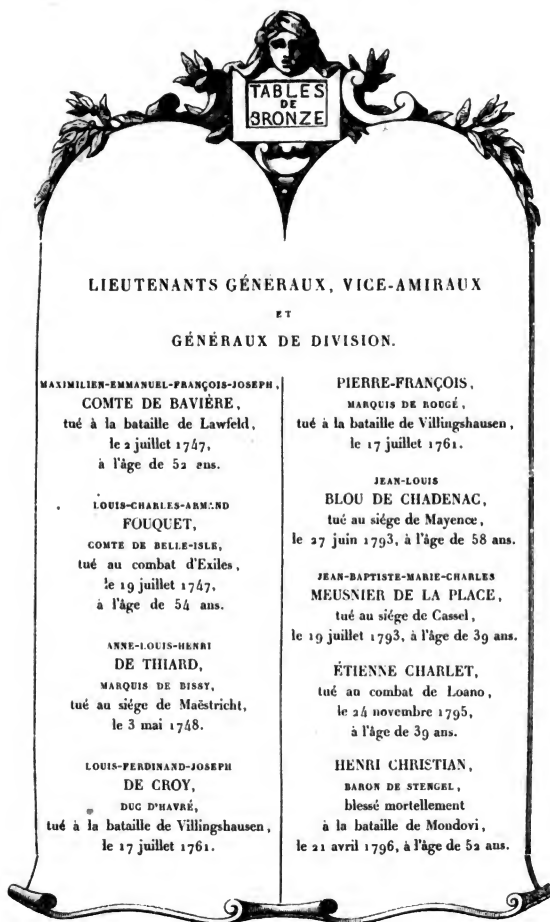 TABLES
DE
BRONZE
LIEUTENANTS GÉNÉRAUX, VICE-AMIRAUX
ET
GÉNÉRAUX DE DIVISION.
MAXIMILIEN-EMMANUEL-FRANÇOIS-JOSEPH,
COMTE DE BAVIÈRE,
tué à la bataille de Lawfeld,
le 2 juillet 1747,
à l'âge de 52 ans.
LOUIS-CHARLES-ARMAND
FOUQUET,
COMTE DE BELLE-ISLE,
tué au combat d'Exiles,
le 19 juillet 1747,
à l'âge de 54 ans.
ANNE-LOUIS-HENRI
DE THIARD,
MARQUIS DE BISSY,
tué au siége de Maëstricht,
le 3 mai 1748.
LOUIS-FERDINAND-JOSEPH
DE CROY,
DUC D'HAVRÉ,
tué à la bataille de Villingshausen,
le 17 juillet 1761.
PIERRE-FRANÇOIS,
MARQUIS DE ROUGÉ,
tué à la bataille de Villingshausen,
le 17 juillet 1761.
JEAN-LOUIS
BLOU DE CHADENAC,
tué au siége de Mayence,
le 27 juin 1793, à l'âge de 58 ans.
JEAN-BAPTISTE-MARIE-CHARLES
MEUSNIER DE LA PLACE,
tué au siége de Cassel,
le 19 juillet 1793, à l'âge de 39 ans.
ÉTIENNE CHARLET,
tué au combat de Loano,
le 24 novembre 1795,
à l'âge de 39 ans.
HENRI CHRISTIAN,
BARON DE STENGEL,
blessé mortellement
à la bataille de Mondovi,
le 21 avril 1796, à l'âge de 52 ans.